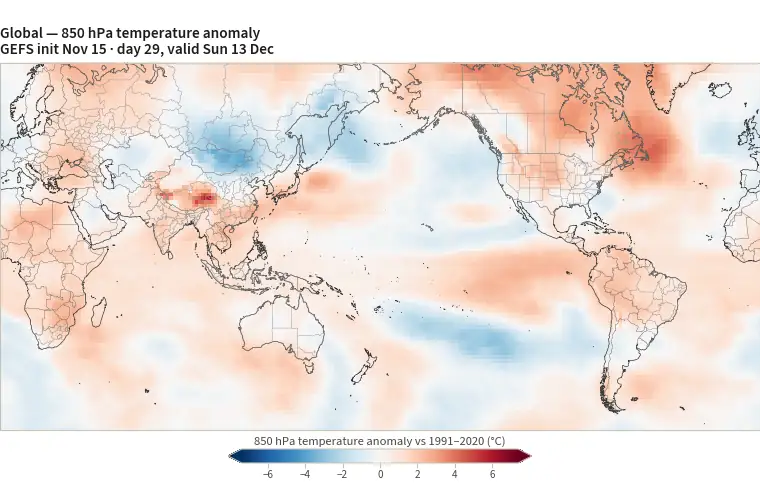 Global — 850 hPa temperature anomaly
GEFS init Nov 15 · day 29, valid Sun 13 Dec
850 hPa temperature anomaly vs 1991–2020 (°C)
−6 −4 −2 0 2 4 6